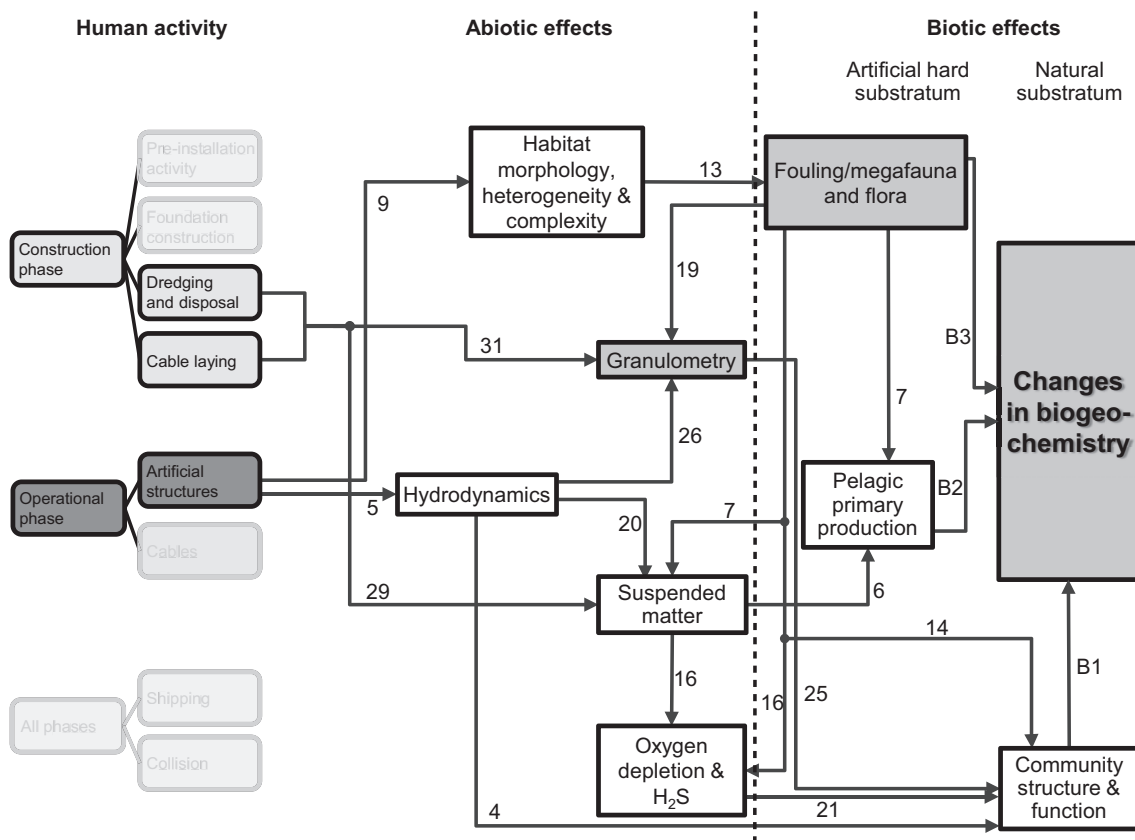 Human activity
Abiotic effects
Biotic effects
Artificial hard
substratum
Natural
substratum
Pre-installation
activity
Foundation
construction
Construction
phase
Dredging
and disposal
Cable laying
Habitat
morphology,
heterogeneity &
complexity
Fouling/megafauna
and flora
9
13
19
31
Granulometry
B3
7
Changes
in biogeo-
chemistry
26
Artificial
structures
Operational
phase
5
Hydrodynamics
Pelagic
primary
production
B2
Cables
20
7
29
Suspended
matter
6
14
16
16
25
B1
All phases
Shipping
Collision
Oxygen
depletion &
H₂S
4
21
Community
structure &
function